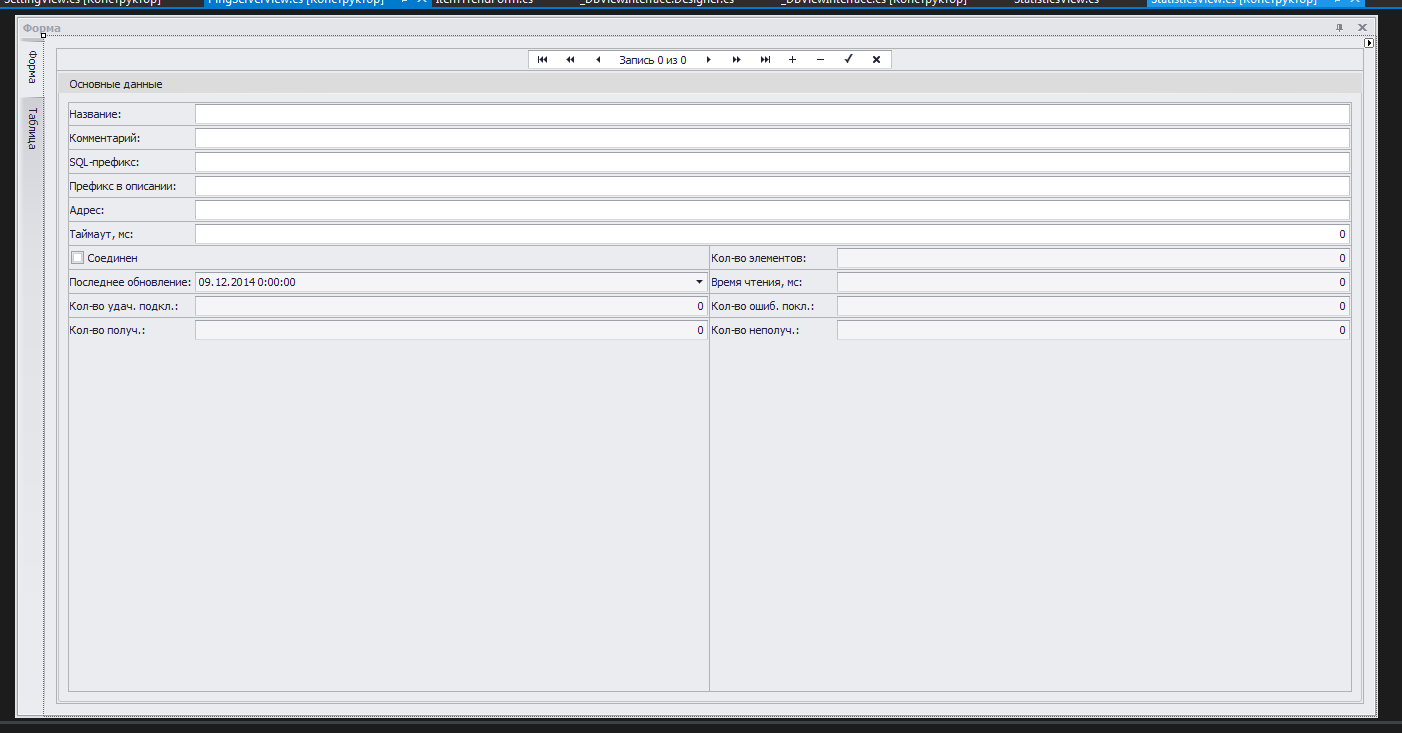 SettingView.cs [Конструктор] PingServerView.cs [Конструктор] ItemTrendForm.cs _DBViewInterface.Designer.cs _DBViewInterface.cs [Конструктор] StatisticsView.cs StatisticsView.cs [Конструктор]
Форма
Форма
Таблица
Запись 0 из 0
Основные данные
Название:
Комментарий:
SQL-префикс:
Префикс в описании:
Адрес:
Таймаут, мс: 0
Соединен Кол-во элементов: 0
Последнее обновление: 09.12.2014 0:00:00 Время чтения, мс: 0
Кол-во удач. подкл.: 0 Кол-во ошиб. покл.: 0
Кол-во получ.: 0 Кол-во неполуч.: 0